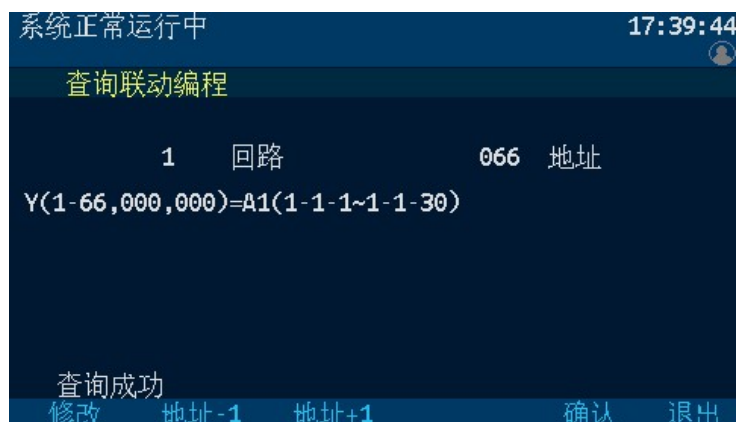 系统正常运行中 17:39:44
查询联动编程
1 回路 066 地址
Y(1-66,000,000)=A1(1-1-1~1-1-30)
查询成功
修改 地址-1 地址+1 确认 退出